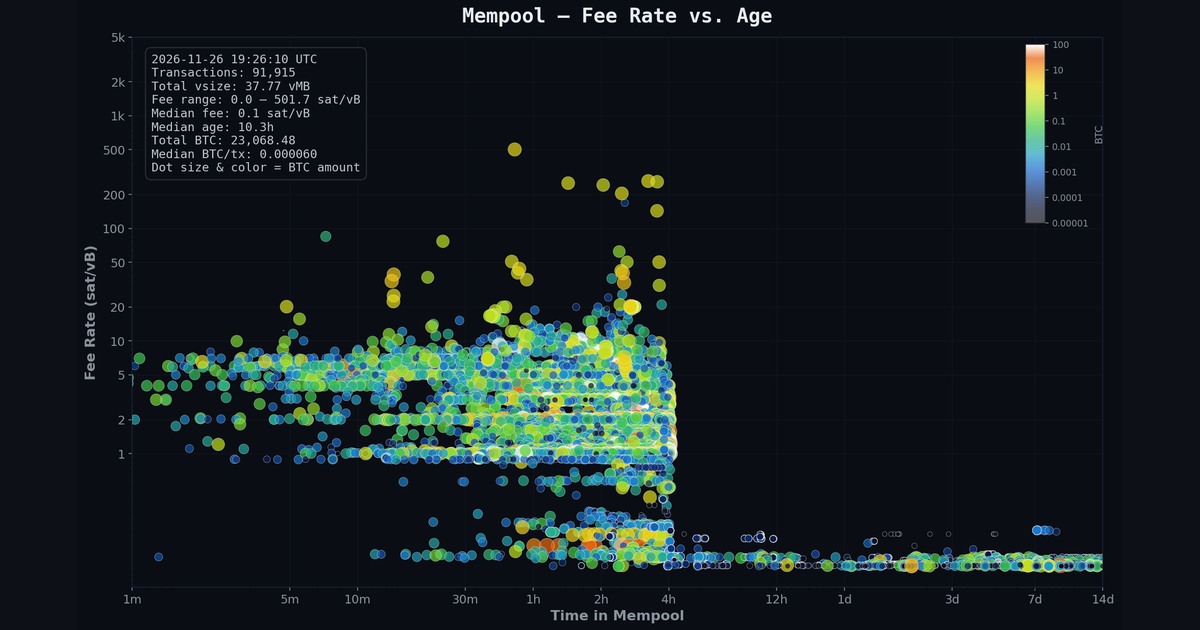 Mempool — Fee Rate vs. Age
2026-11-26 19:26:10 UTC
Transactions: 91,915
Total vsize: 37.77 vMB
Fee range: 0.0 – 501.7 sat/vB
Median fee: 0.1 sat/vB
Median age: 10.3h
Total BTC: 23,068.48
Median BTC/tx: 0.000060
Dot size & color = BTC amount
100
10
1
0.1
0.01
0.001
0.0001
0.00001
BTC
5k
2k
1k
500
200
100
50
20
10
5
2
1
Fee Rate (sat/vB)
1m 5m 10m 30m 1h 2h 4h 12h 1d 3d 7d 14d
Time in Mempool